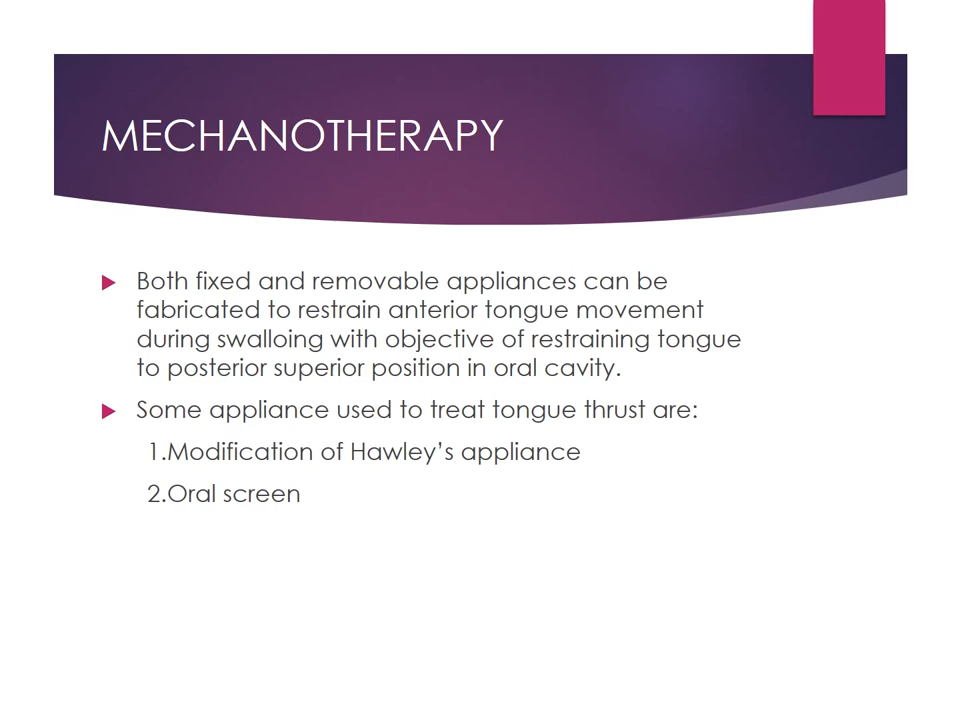 MECHANOTHERAPY
Both fixed and removable appliances can be
fabricated to restrain anterior tongue movement
during swalloing with objective of restraining tongue
to posterior superior position in oral cavity.
Some appliance used to treat tongue thrust are:
1.Modification of Hawley’s appliance
2.Oral screen